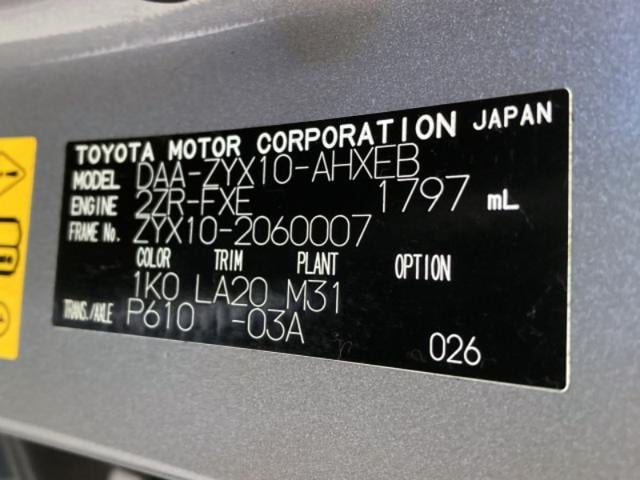 TOYOTA MOTOR CORPORATION JAPAN
MODEL DAA-ZYX10-AHXEB
ENGINE 2ZR-FXE 1797 mL
FRAME No. ZYX10-2060007
COLOR TRIM PLANT OPTION
1K0 LA20 M31
TRANS./AXLE P610 -03A
026